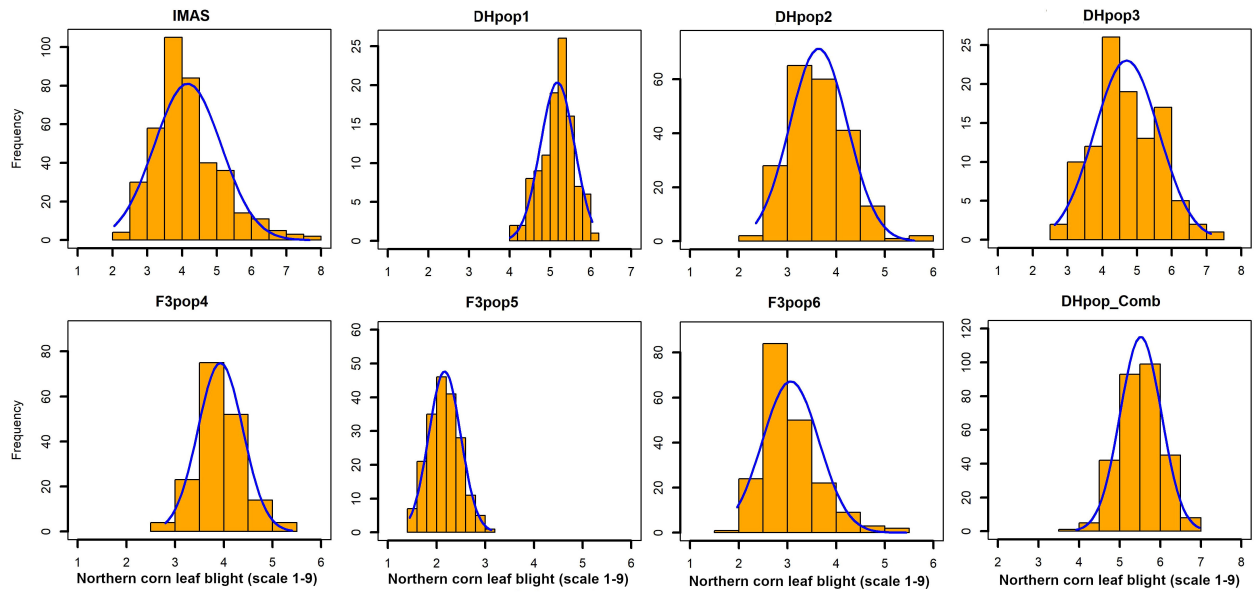 IMAS
DHpop1
DHpop2
DHpop3
Frequency
0 20 40 60 80 100
1 2 3 4 5 6 7 8
0 5 10 15 20 25
1 2 3 4 5 6 7
0 20 40 60
1 2 3 4 5 6
0 5 10 15 20 25
1 2 3 4 5 6 7 8
F3pop4
F3pop5
F3pop6
DHpop_Comb
Frequency
0 20 40 60 80
1 2 3 4 5 6
Northern corn leaf blight (scale 1-9)
0 10 20 30 40 50 60
1 2 3 4 5 6
Northern corn leaf blight (scale 1-9)
0 20 40 60 80
1 2 3 4 5 6
Northern corn leaf blight (scale 1-9)
0 20 40 60 80 100 120
2 3 4 5 6 7 8
Northern corn leaf blight (scale 1-9)